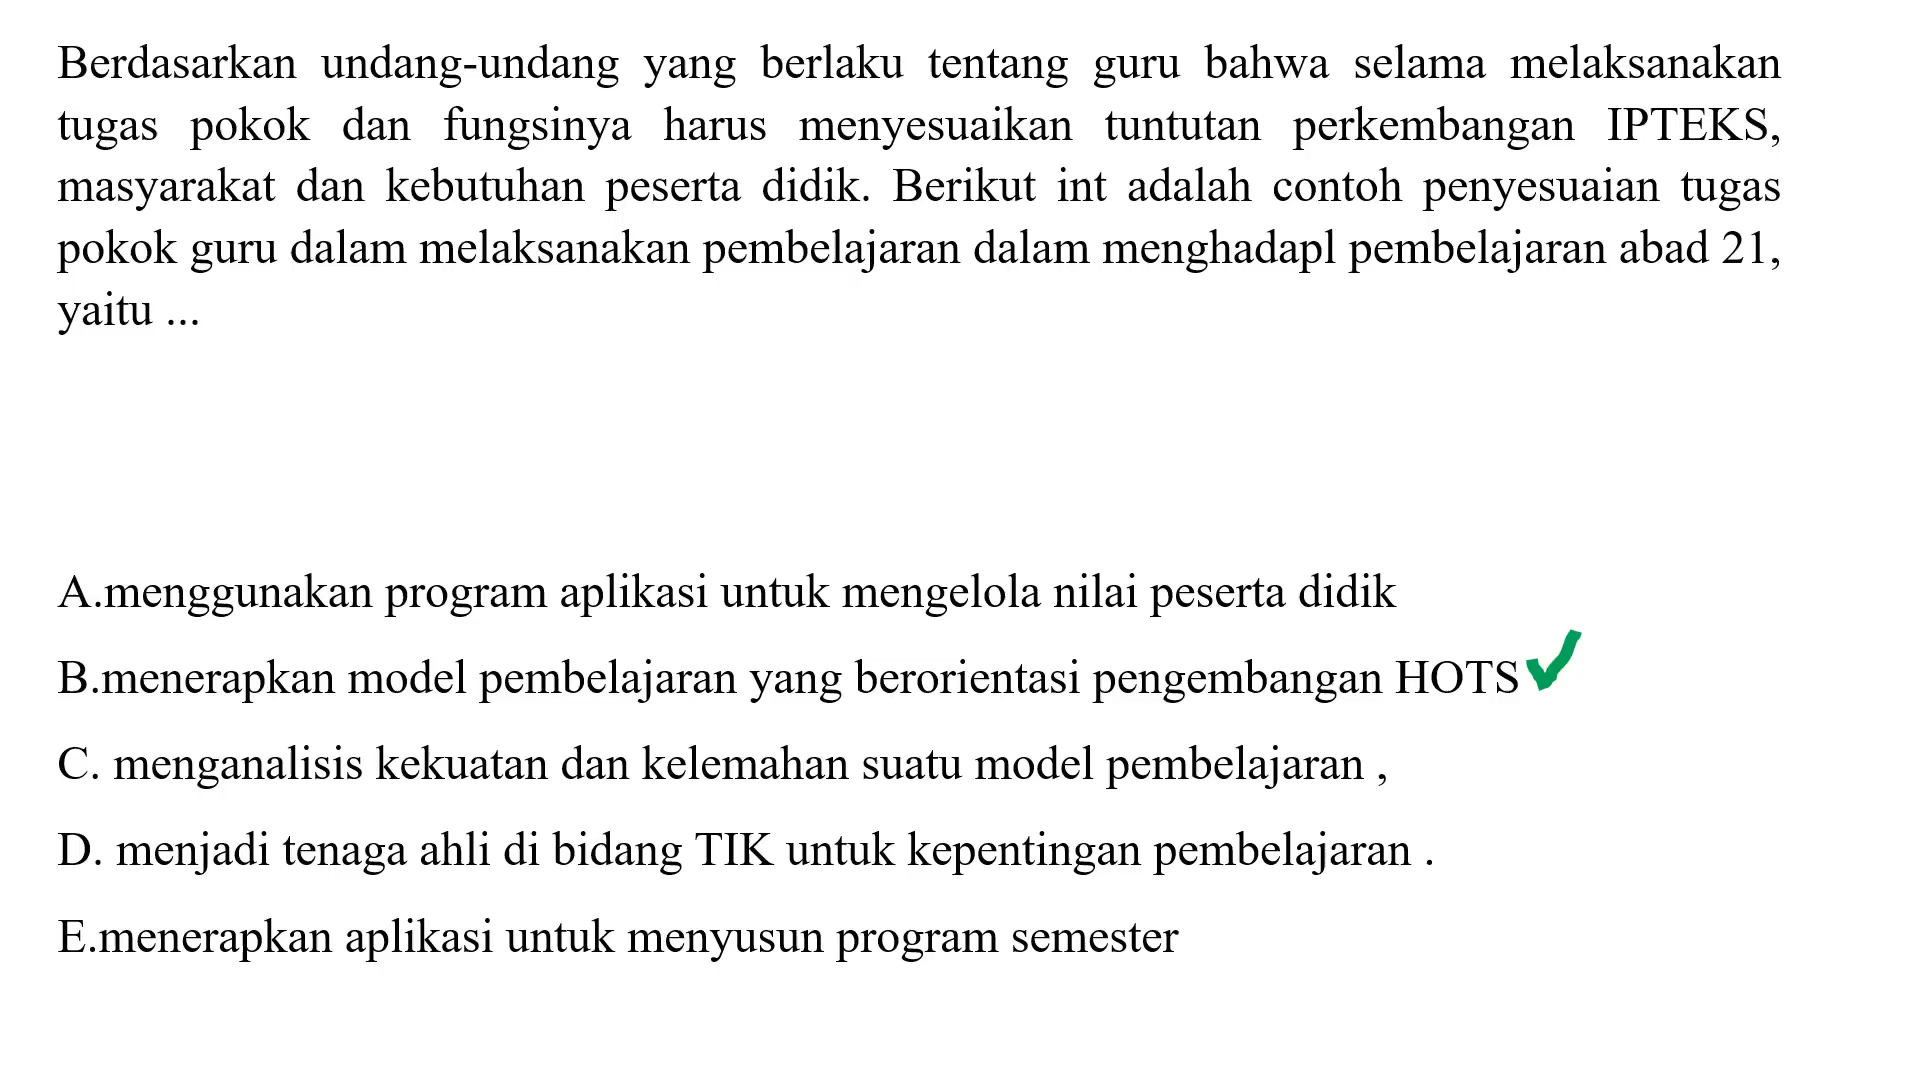 Berdasarkan undang-undang yang berlaku tentang guru bahwa selama melaksanakan
tugas pokok dan fungsinya harus menyesuaikan tuntutan perkembangan IPTEKS,
masyarakat dan kebutuhan peserta didik. Berikut int adalah contoh penyesuaian tugas
pokok guru dalam melaksanakan pembelajaran dalam menghadapl pembelajaran abad 21,
yaitu ...
A.menggunakan program aplikasi untuk mengelola nilai peserta didik
B.menerapkan model pembelajaran yang berorientasi pengembangan HOTS
C. menganalisis kekuatan dan kelemahan suatu model pembelajaran ,
D. menjadi tenaga ahli di bidang TIK untuk kepentingan pembelajaran .
E.menerapkan aplikasi untuk menyusun program semester